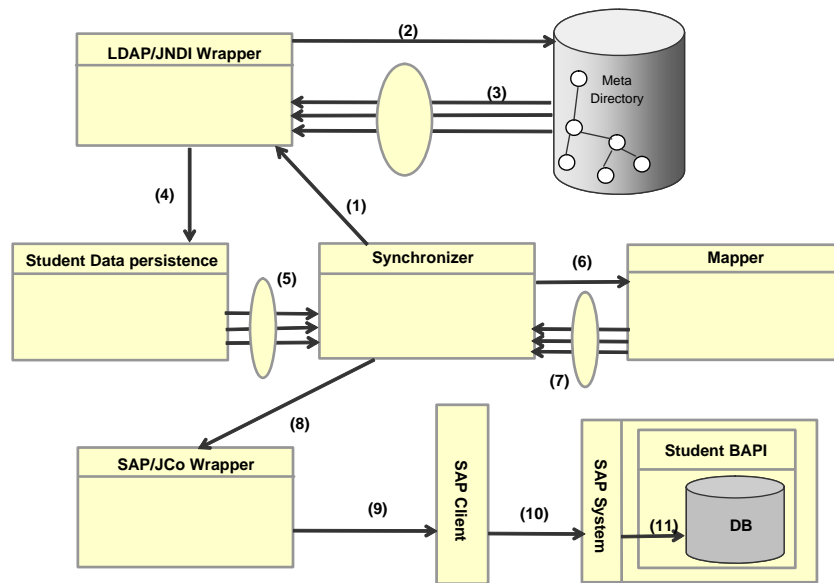 (2)
LDAP/JNDI Wrapper
Meta
Directory
(3)
(4)
(1)
Student Data persistence
(5)
Synchronizer
(6)
Mapper
(7)
(8)
SAP/JCo Wrapper
(9)
SAP Client
(10)
SAP System
Student BAPI
(11)
DB